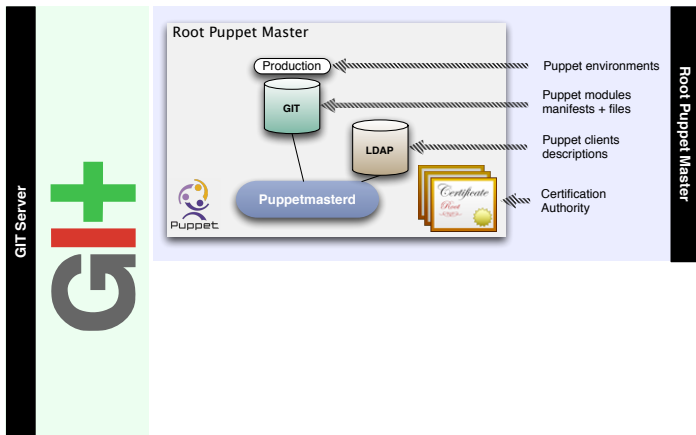 GIT Server
GIt
Root Puppet Master
Production
GIT
LDAP
Puppetmasterd
Puppet
Certificate
Root
Puppet environments
Puppet modules
manifests + files
Puppet clients
descriptions
Certification
Authority
Root Puppet Master